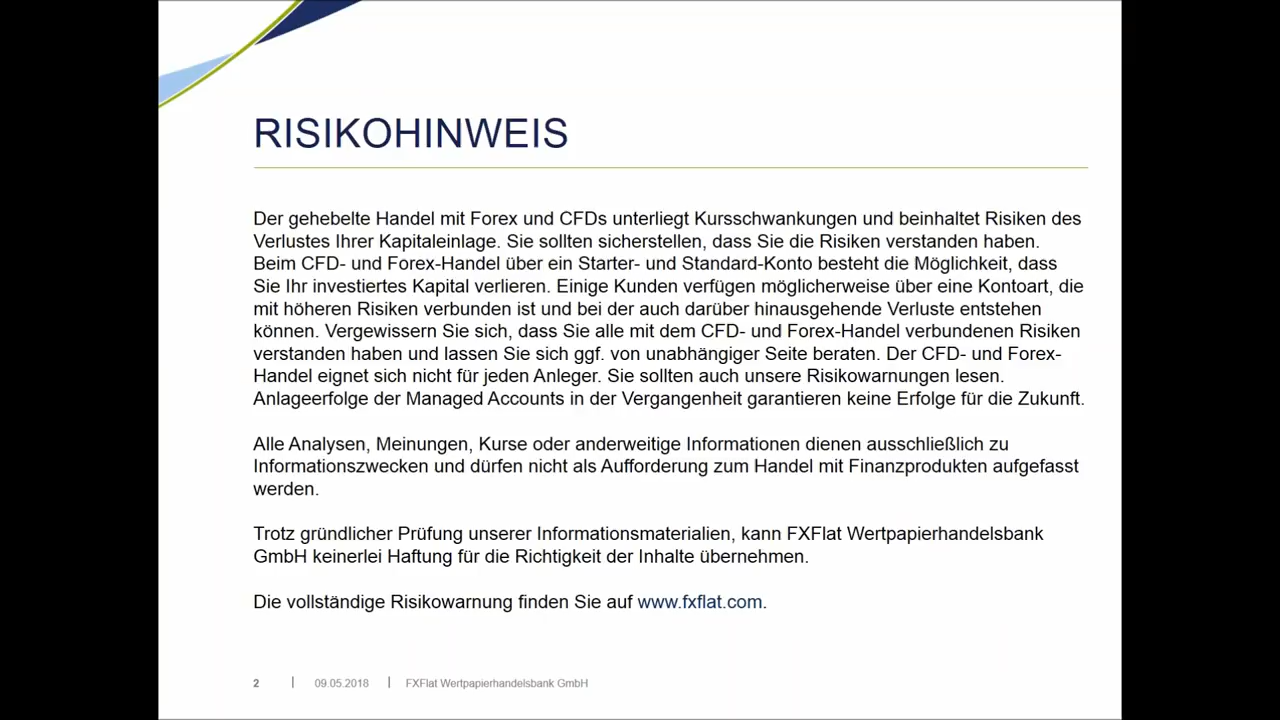 RISIKOHINWEIS
Der gehebelte Handel mit Forex und CFDs unterliegt Kursschwankungen und beinhaltet Risiken des
Verlustes Ihrer Kapitaleinlage. Sie sollten sicherstellen, dass Sie die Risiken verstanden haben.
Beim CFD- und Forex-Handel über ein Starter- und Standard-Konto besteht die Möglichkeit, dass
Sie Ihr investiertes Kapital verlieren. Einige Kunden verfügen möglicherweise über eine Kontoart, die
mit höheren Risiken verbunden ist und bei der auch darüber hinausgehende Verluste entstehen
können. Vergewissern Sie sich, dass Sie alle mit dem CFD- und Forex-Handel verbundenen Risiken
verstanden haben und lassen Sie sich ggf. von unabhängiger Seite beraten. Der CFD- und Forex-
Handel eignet sich nicht für jeden Anleger. Sie sollten auch unsere Risikowarnungen lesen.
Anlageerfolge der Managed Accounts in der Vergangenheit garantieren keine Erfolge für die Zukunft.
Alle Analysen, Meinungen, Kurse oder anderweitige Informationen dienen ausschließlich zu
Informationszwecken und dürfen nicht als Aufforderung zum Handel mit Finanzprodukten aufgefasst
werden.
Trotz gründlicher Prüfung unserer Informationsmaterialien, kann FXFlat Wertpapierhandelsbank
GmbH keinerlei Haftung für die Richtigkeit der Inhalte übernehmen.
Die vollständige Risikowarnung finden Sie auf www.fxflat.com.
2 | 09.05.2018 | FXFlat Wertpapierhandelsbank GmbH